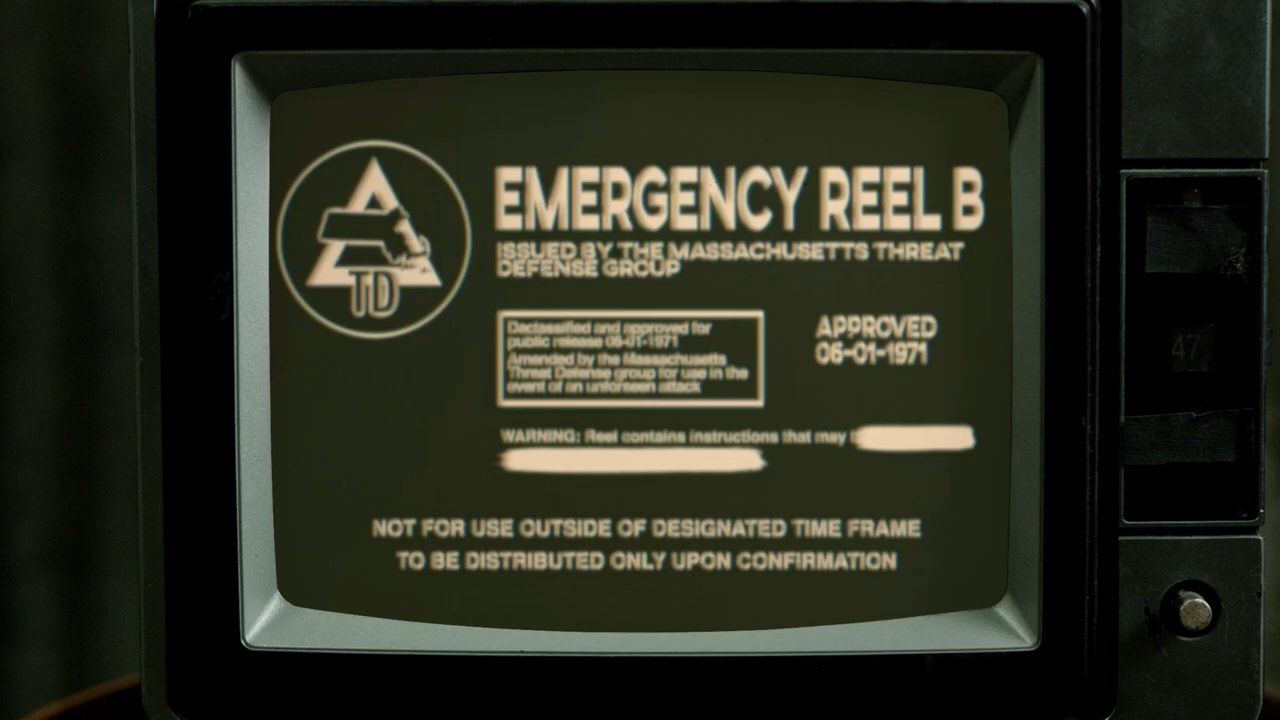 TD
EMERGENCY REEL B
ISSUED BY THE MASSACHUSETTS THREAT
DEFENSE GROUP
Declassified and approved for
public release 06-01-1971
Amended by the Massachusetts
Threat Defense group for use in the
event of an unforseen attack
APPROVED
06-01-1971
WARNING: Reel contains instructions that may
NOT FOR USE OUTSIDE OF DESIGNATED TIME FRAME
TO BE DISTRIBUTED ONLY UPON CONFIRMATION
47